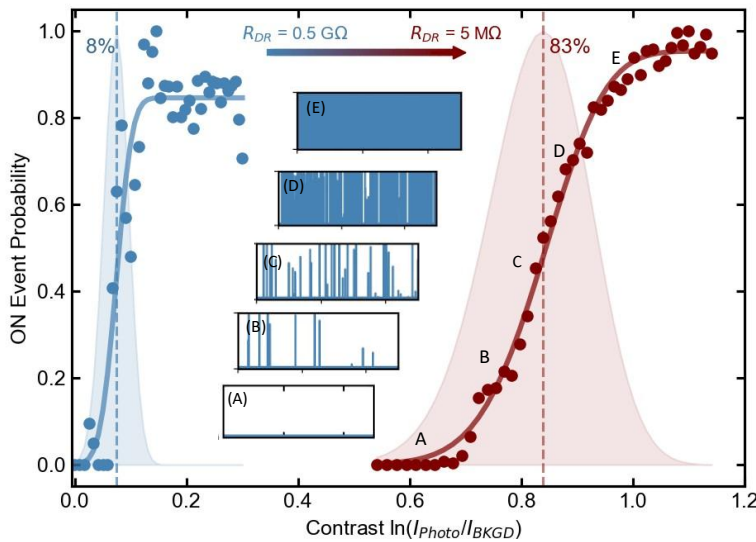 R_DR = 0.5 GΩ
R_DR = 5 MΩ
8%
83%
1.0
0.8
0.6
0.4
0.2
0.0
ON Event Probability
(E)
(D)
(C)
(B)
(A)
E
D
C
B
A
0.0
0.2
0.4
0.6
0.8
1.0
1.2
Contrast ln(I_Photo/I_BKGD)